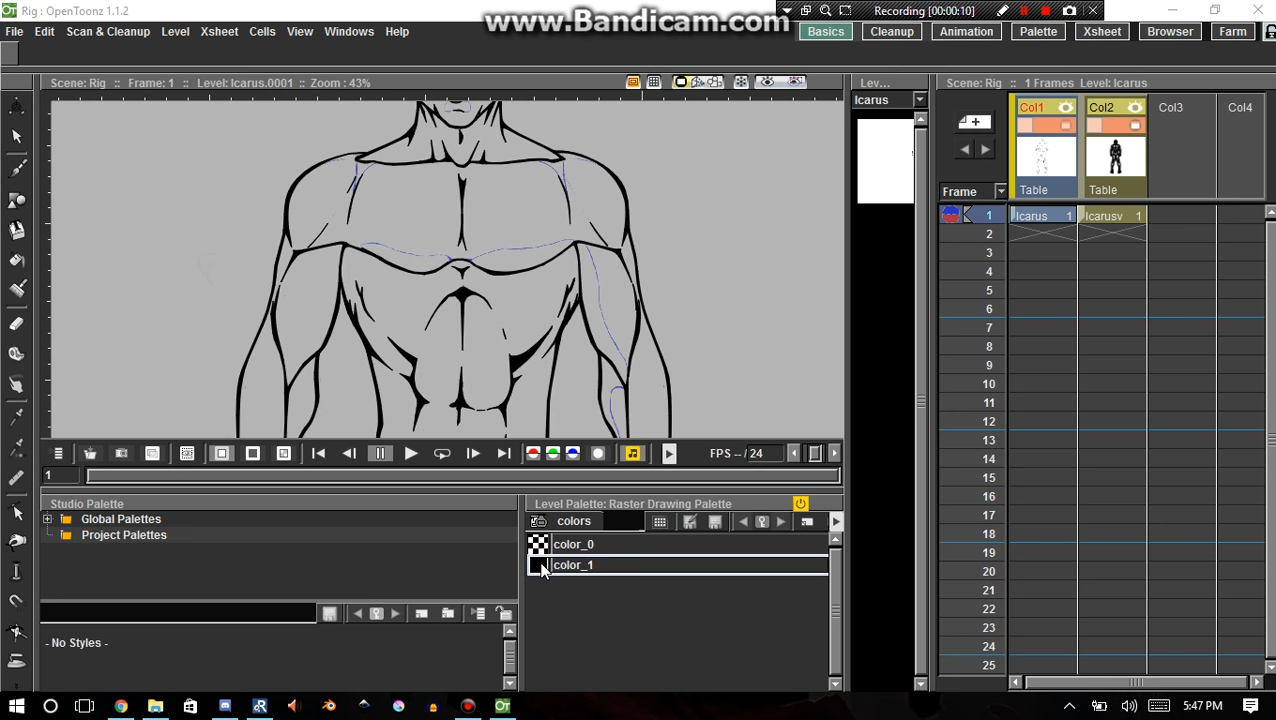 Rig : OpenToonz 1.1.2
www.Bandicam.com
Recording [00:00:10]
File Edit Scan & Cleanup Level Xsheet Cells View Windows Help
Basics Cleanup Animation Palette Xsheet Browser Farm
Scene: Rig :: Frame: 1 :: Level: Icarus.0001 :: Zoom : 43%
Lev...
Scene: Rig :: 1 Frames Level: Icarus
Icarus
Col1 Col2 Col3 Col4
Frame
Table Table
1 Icarus 1 Icarusv 1
2
3
4
5
6
7
8
9
10
11
12
13
14
15
16
17
18
19
20
21
22
23
24
25
FPS -- / 24
1
Studio Palette
Global Palettes
Project Palettes
- No Styles -
Level Palette: Raster Drawing Palette
colors
color_0
color_1
5:47 PM